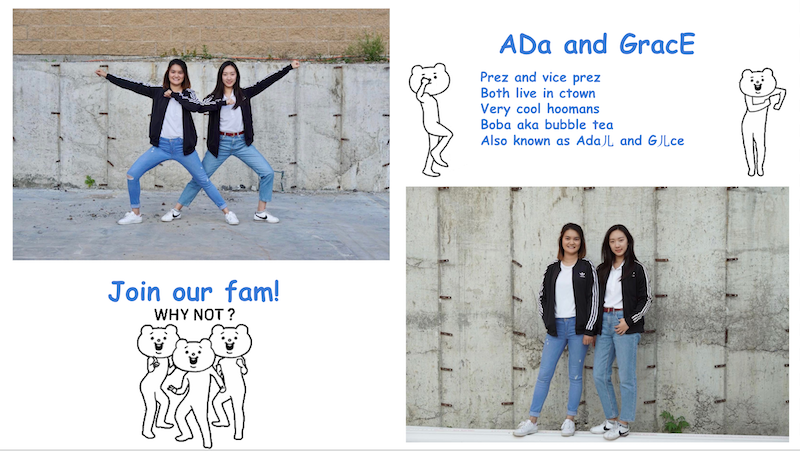 ADa and GracE
Prez and vice prez
Both live in ctown
Very cool hoomans
Boba aka bubble tea
Also known as Ada儿 and G儿ce
Join our fam!
WHY NOT?